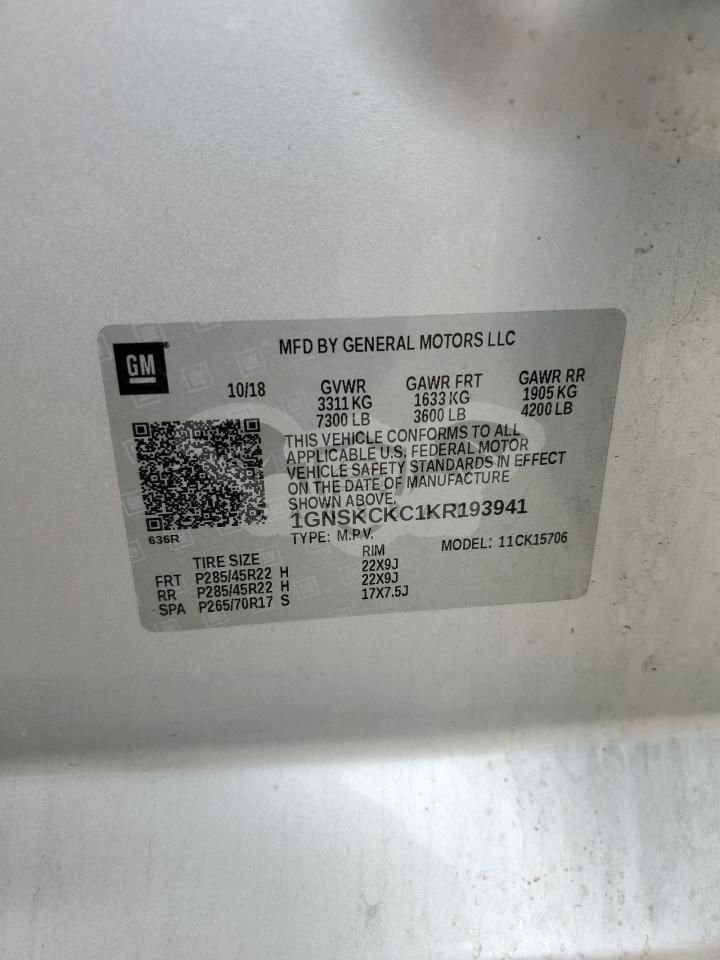 GM
MFD BY GENERAL MOTORS LLC
10/18 GVWR GAWR FRT GAWR RR
3311 KG 1633 KG 1905 KG
7300 LB 3600 LB 4200 LB
THIS VEHICLE CONFORMS TO ALL
APPLICABLE U.S. FEDERAL MOTOR
VEHICLE SAFETY STANDARDS IN EFFECT
ON THE DATE OF MANUFACTURE
SHOWN ABOVE.
1GNSKCKC1KR193941
636R
TYPE: M.P.V. MODEL: 11CK15706
TIRE SIZE RIM
FRT P285/45R22 H 22X9J
RR P285/45R22 H 22X9J
SPA P265/70R17 S 17X7.5J